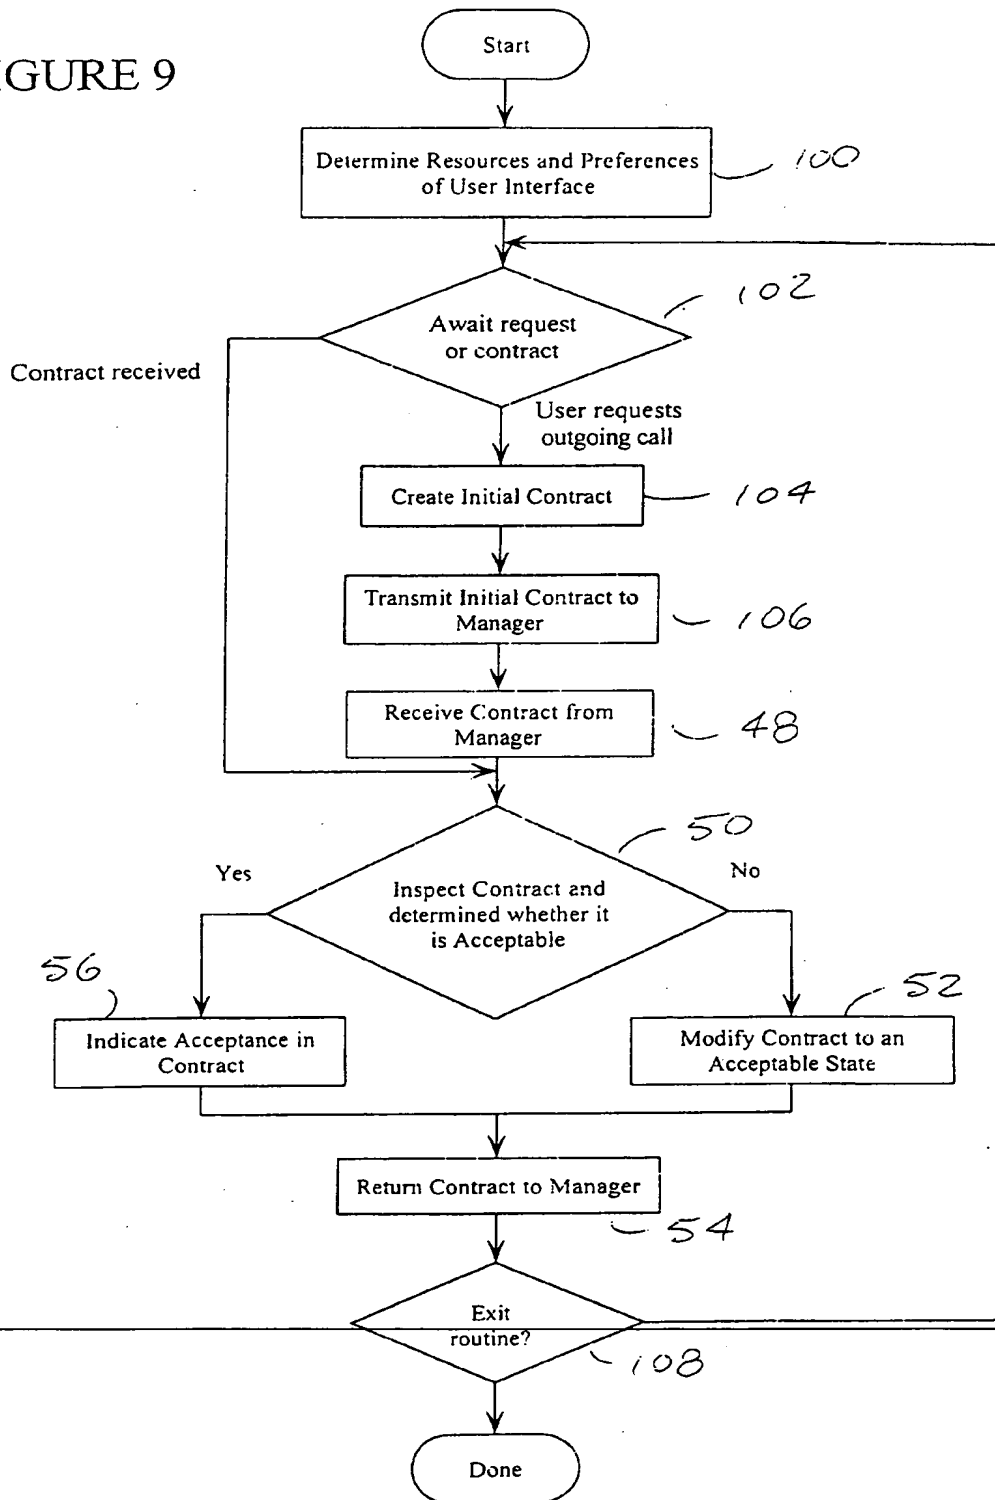 Start
IGURE 9
Determine Resources and Preferences
of User Interface
100
102
Await request
or contract
Contract received
User requests
outgoing call
Create Initial Contract
104
Transmit Initial Contract to
Manager
106
Receive Contract from
Manager
48
50
Yes
No
Inspect Contract and
determined whether it
is Acceptable
56
52
Indicate Acceptance in
Contract
Modify Contract to an
Acceptable State
Return Contract to Manager
54
Exit
routine?
108
Done